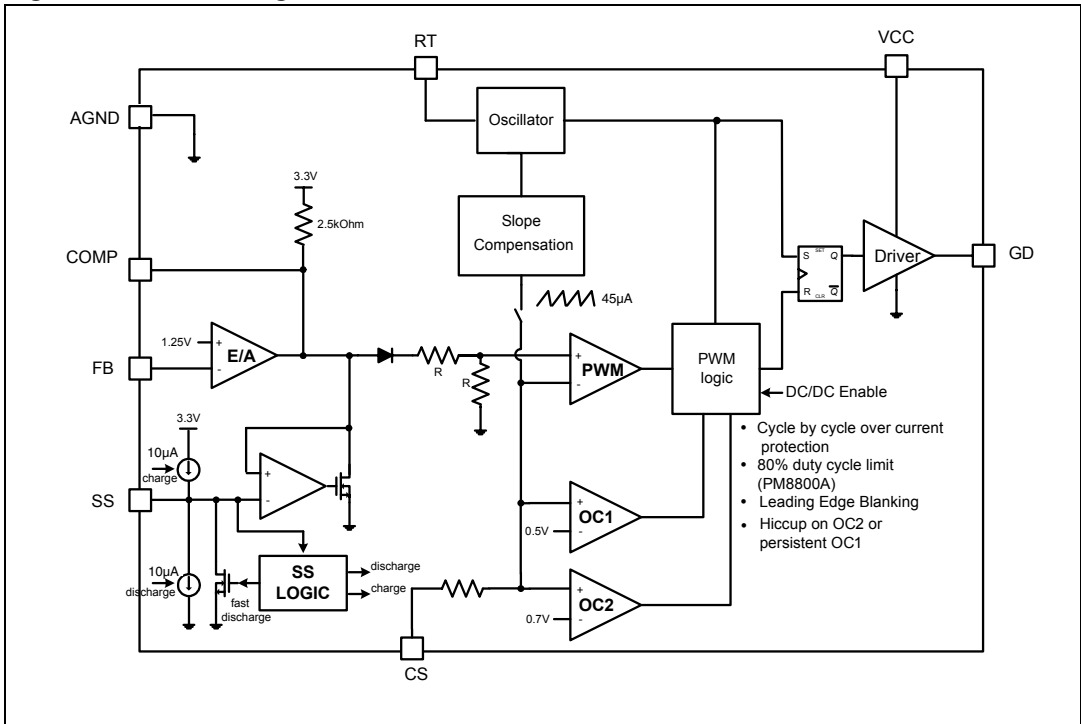 RT
VCC
AGND
Oscillator
3.3V
2.5kOhm
Slope
Compensation
COMP
S SET Q
R CLR Q
Driver
GD
45µA
1.25V
+
E/A
-
FB
R
R
+
PWM
-
PWM
logic
DC/DC Enable
3.3V
10µA
charge
+
-
SS
• Cycle by cycle over current
protection
• 80% duty cycle limit
(PM8800A)
• Leading Edge Blanking
• Hiccup on OC2 or
persistent OC1
+
OC1
0.5V
-
10µA
discharge
SS
LOGIC
discharge
charge
fast
discharge
+
OC2
0.7V
-
CS